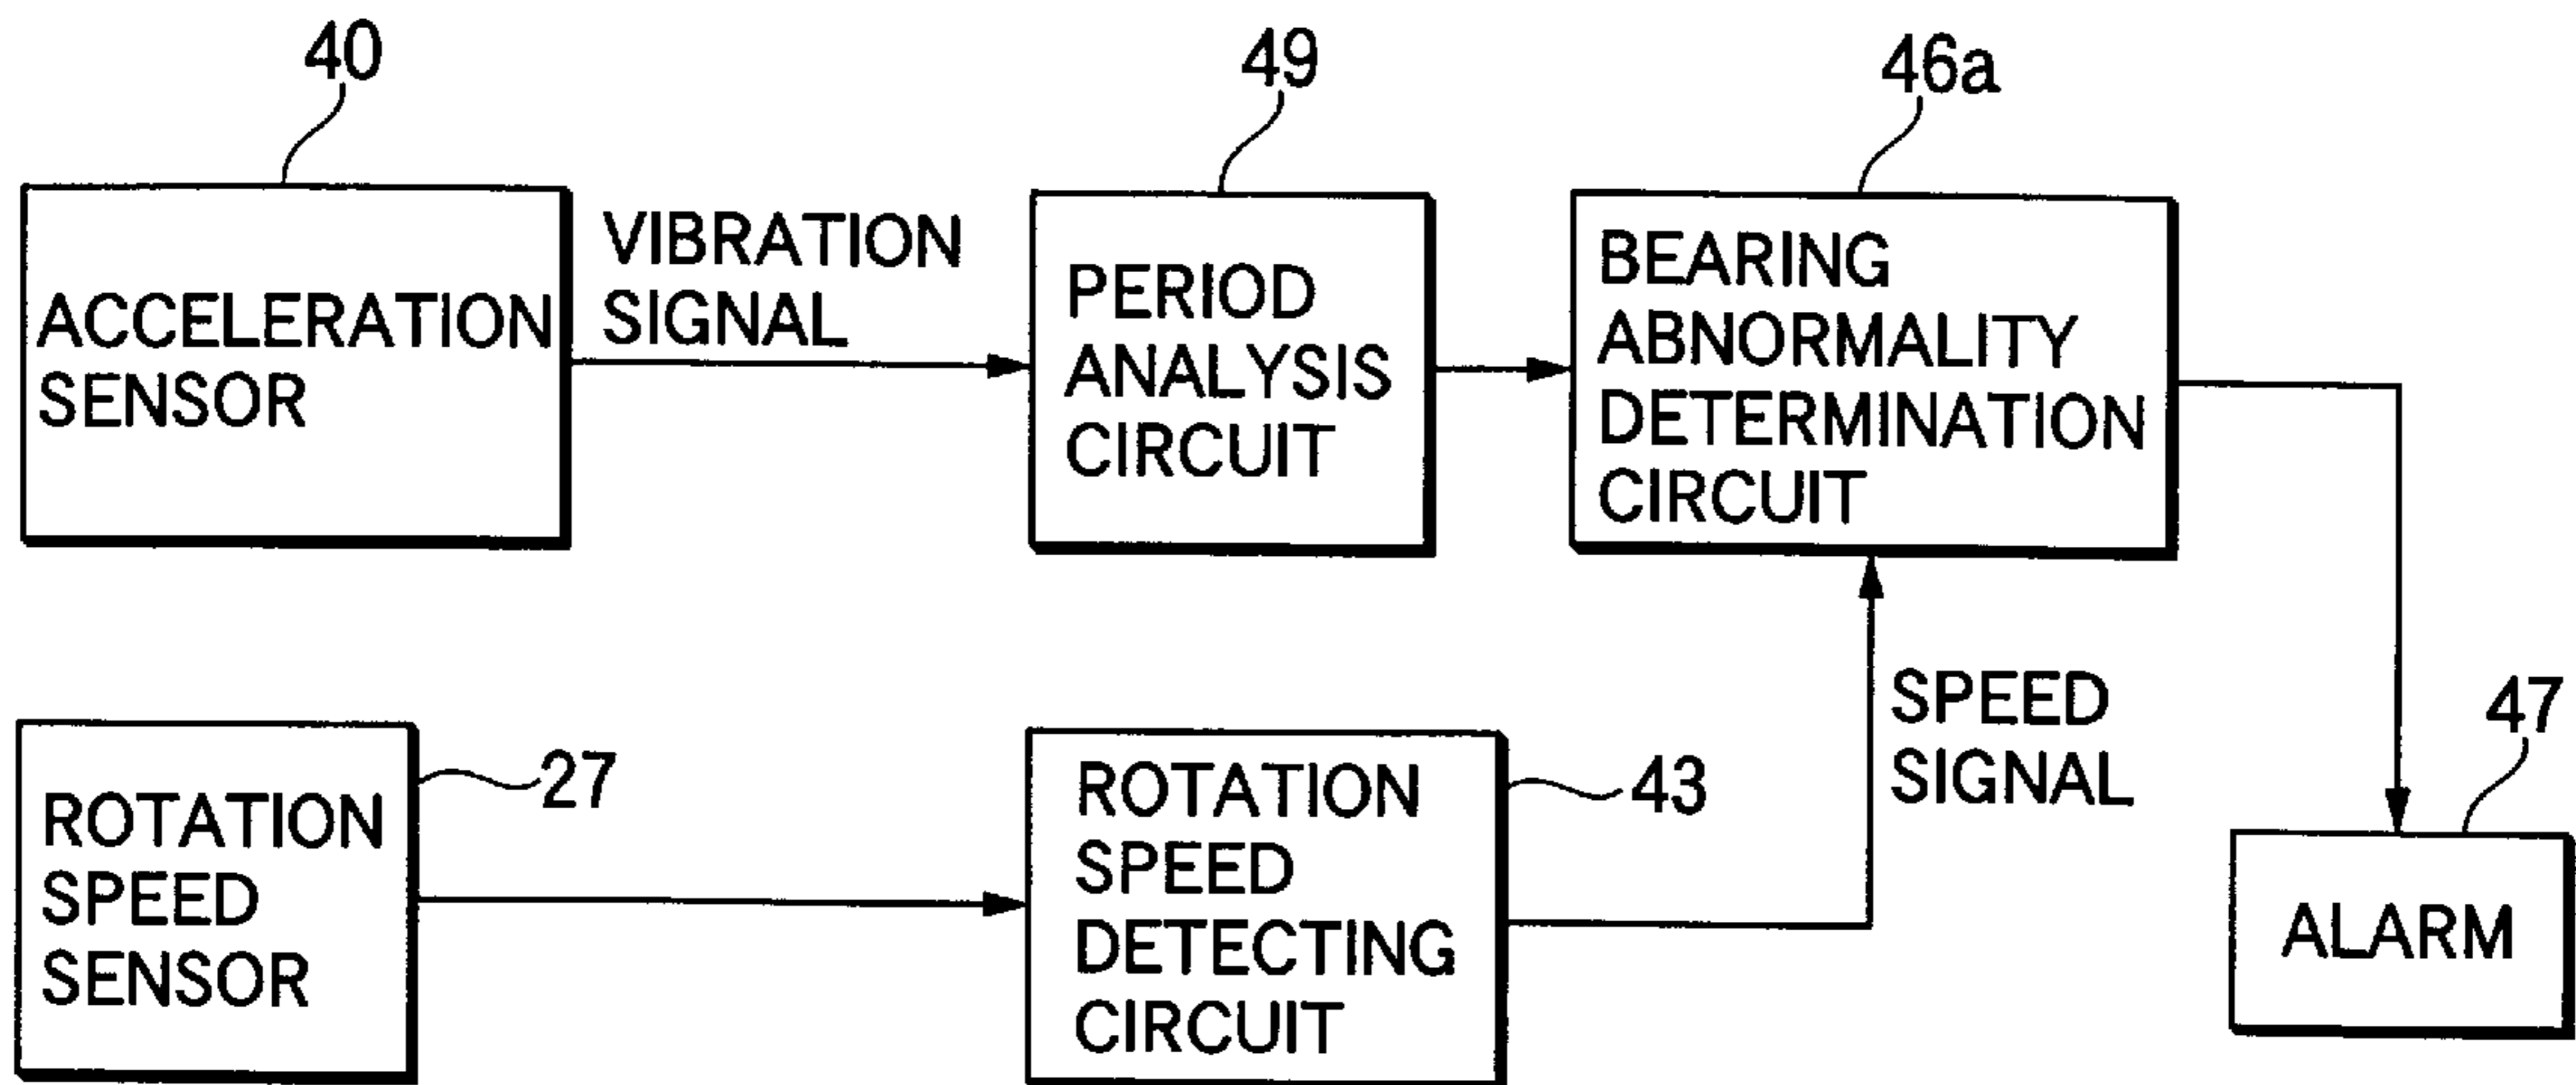 40
49
46a
ACCELERATION
SENSOR
VIBRATION
SIGNAL
PERIOD
ANALYSIS
CIRCUIT
BEARING
ABNORMALITY
DETERMINATION
CIRCUIT
ROTATION
SPEED
SENSOR
27
ROTATION
SPEED
DETECTING
CIRCUIT
43
SPEED
SIGNAL
47
ALARM